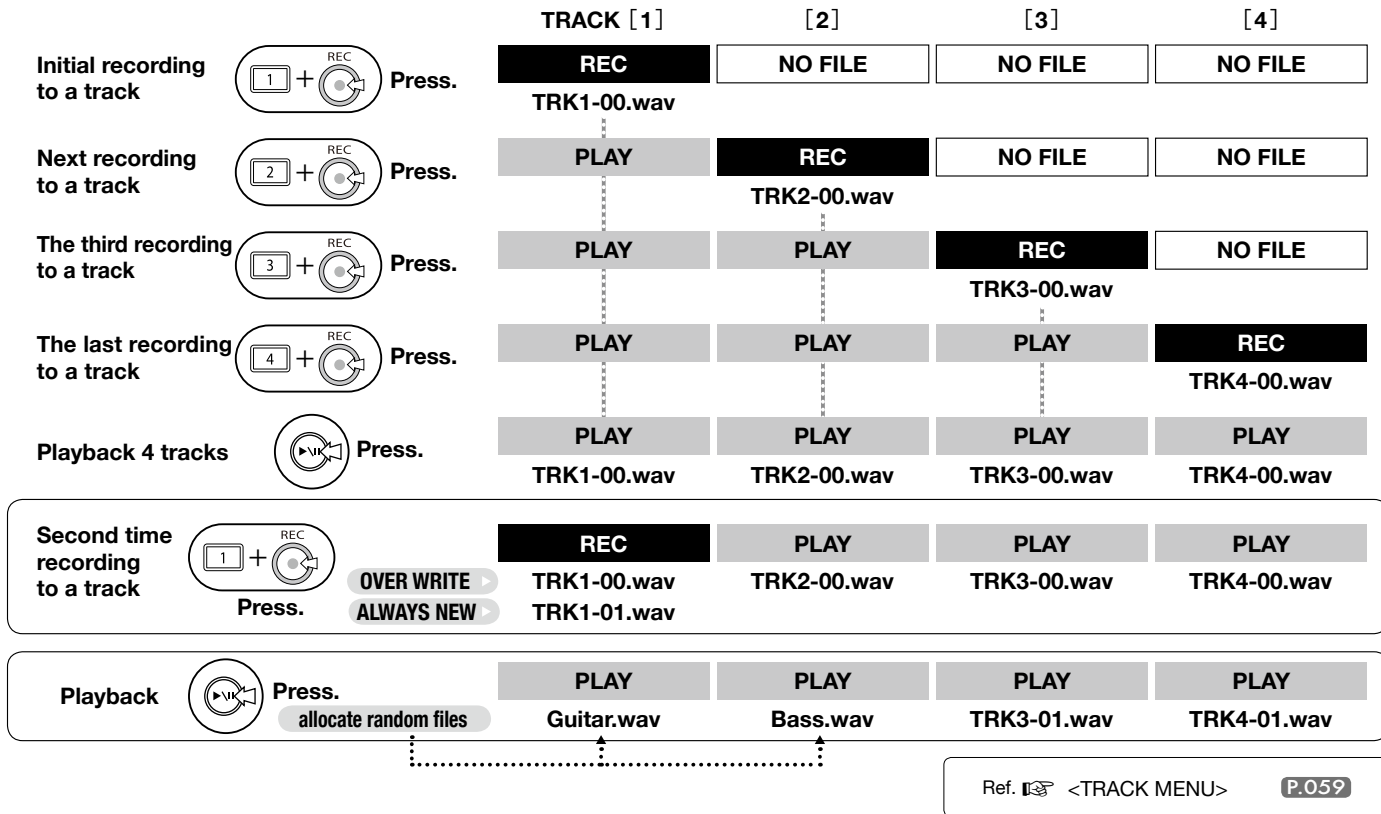 TRACK［1］ ［2］ ［3］ ［4］
Initial recording
to a track
REC
1 + Press.
REC NO FILE NO FILE NO FILE
TRK1-00.wav
Next recording
to a track
REC
2 + Press.
PLAY REC NO FILE NO FILE
TRK2-00.wav
The third recording
to a track
REC
3 + Press.
PLAY PLAY REC NO FILE
TRK3-00.wav
The last recording
to a track
REC
4 + Press.
PLAY PLAY PLAY REC
TRK4-00.wav
Playback 4 tracks Press.
PLAY PLAY PLAY PLAY
TRK1-00.wav TRK2-00.wav TRK3-00.wav TRK4-00.wav
Second time
recording
to a track
REC
1 +
Press.
REC PLAY PLAY PLAY
OVER WRITE TRK1-00.wav TRK2-00.wav TRK3-00.wav TRK4-00.wav
ALWAYS NEW TRK1-01.wav
Playback Press.
PLAY PLAY PLAY PLAY
allocate random files Guitar.wav Bass.wav TRK3-01.wav TRK4-01.wav
Ref. ☞ <TRACK MENU> P.059